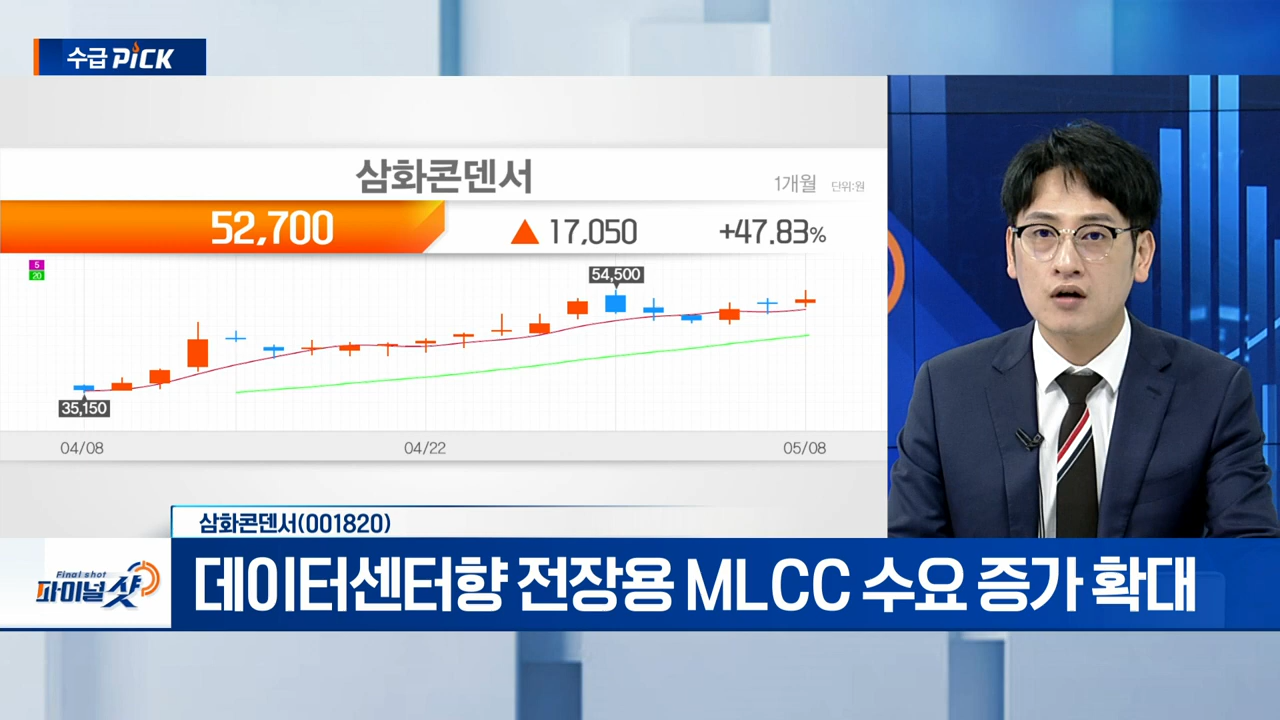 수급 PICK
삼화콘덴서
1개월 단위:원
52,700 ▲ 17,050 +47.83%
5
20
54,500
35,150
04/08 04/22 05/08
삼화콘덴서(001820)
Final shot
파이널샷
데이터센터향 전장용 MLCC 수요 증가 확대